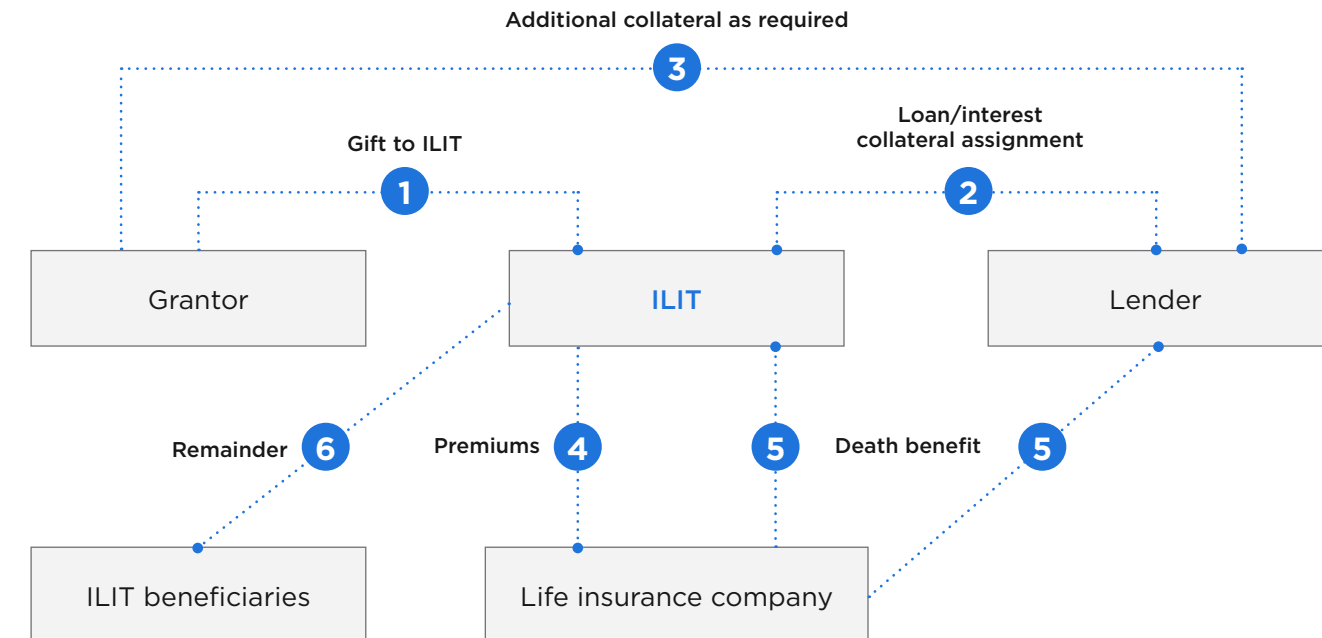 Additional collateral as required
3
Loan/interest
collateral assignment
Gift to ILIT
1
2
Grantor
ILIT
Lender
Remainder
6
Premiums
4
5
Death benefit
5
ILIT beneficiaries
Life insurance company